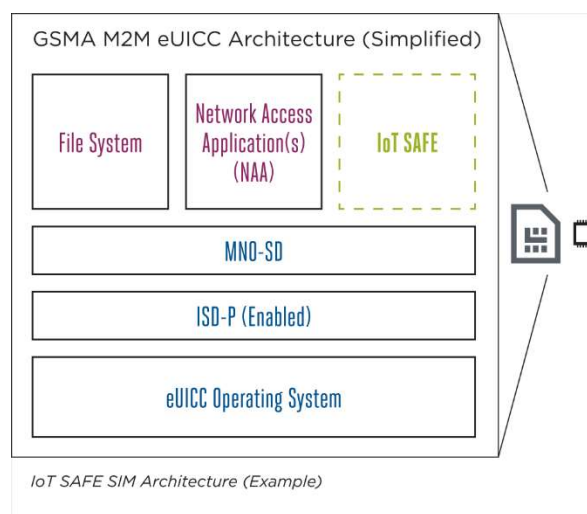 GSMA M2M eUICC Architecture (Simplified)
File System
Network Access
Application(s)
(NAA)
IoT SAFE
MNO-SD
ISD-P (Enabled)
eUICC Operating System
IoT SAFE SIM Architecture (Example)